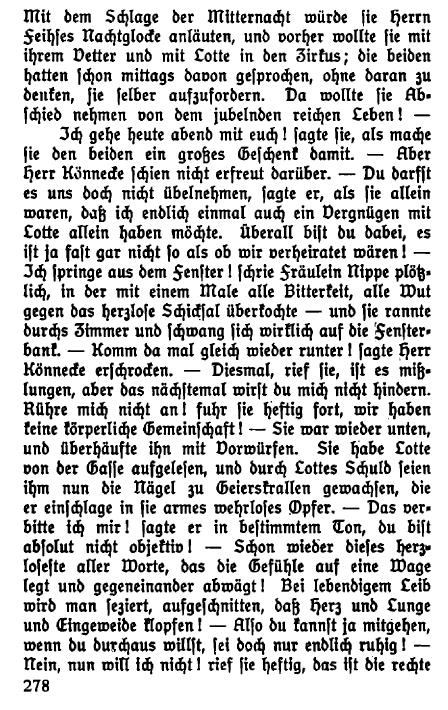 Mit dem Schlage der Mitternacht würde sie Herrn
Feihses Nachtglocke anläuten, und vorher wollte sie mit
ihrem Vetter und mit Lotte in den Zirkus; die beiden
hatten schon mittags davon gesprochen, ohne daran zu
denken, sie selber aufzufordern. Da wollte sie Ab-
schied nehmen von dem jubelnden reichen Leben! —
Ich gehe heute abend mit euch! sagte sie, als mache
sie den beiden ein großes Geschenk damit. — Aber
Herr Könnecke schien nicht erfreut darüber. — Du darfst
es uns doch nicht übelnehmen, sagte er, als sie allein
waren, daß ich endlich einmal auch ein Vergnügen mit
Lotte allein haben möchte. Überall bist du dabei, es
ist ja fast gar nicht so als ob wir verheiratet wären! —
Ich springe aus dem Fenster! schrie Fräulein Nippe plötz-
lich, in der mit einem Male alle Bitterkeit, alle Wut
gegen das herzlose Schicksal überkochte — und sie rannte
durchs Zimmer und schwang sich wirklich auf die Fenster-
bank. — Komm da mal gleich wieder runter! sagte Herr
Könnecke erschrocken. — Diesmal, rief sie, ist es miß-
lungen, aber das nächstemal wirst du mich nicht hindern.
Rühre mich nicht an! fuhr sie heftig fort, wir haben
keine körperliche Gemeinschaft! — Sie war wieder unten,
und überhäufte ihn mit Vorwürfen. Sie habe Lotte
von der Gasse aufgelesen, und durch Lottes Schuld seien
ihm nun die Nägel zu Geierskrallen gewachsen, die
er einschlage in sie armes wehrloses Opfer. — Das ver-
bitte ich mir! sagte er in bestimmtem Ton, du bist
absolut nicht objektiv! — Schon wieder dieses herz-
loseste aller Worte, das die Gefühle auf eine Wage
legt und gegeneinander abwägt! Bei lebendigem Leib
wird man seziert, aufgeschnitten, daß Herz und Lunge
und Eingeweide klopfen! — Also du kannst ja mitgehen,
wenn du durchaus willst, sei doch nur endlich ruhig! —
Nein, nun will ich nicht! rief sie heftig, das ist die rechte
278